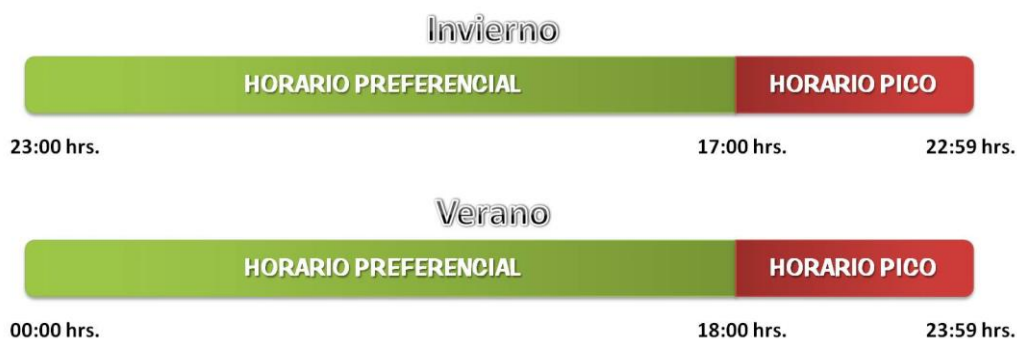 Invierno
HORARIO PREFERENCIAL HORARIO PICO
23:00 hrs. 17:00 hrs. 22:59 hrs.
Verano
HORARIO PREFERENCIAL HORARIO PICO
00:00 hrs. 18:00 hrs. 23:59 hrs.